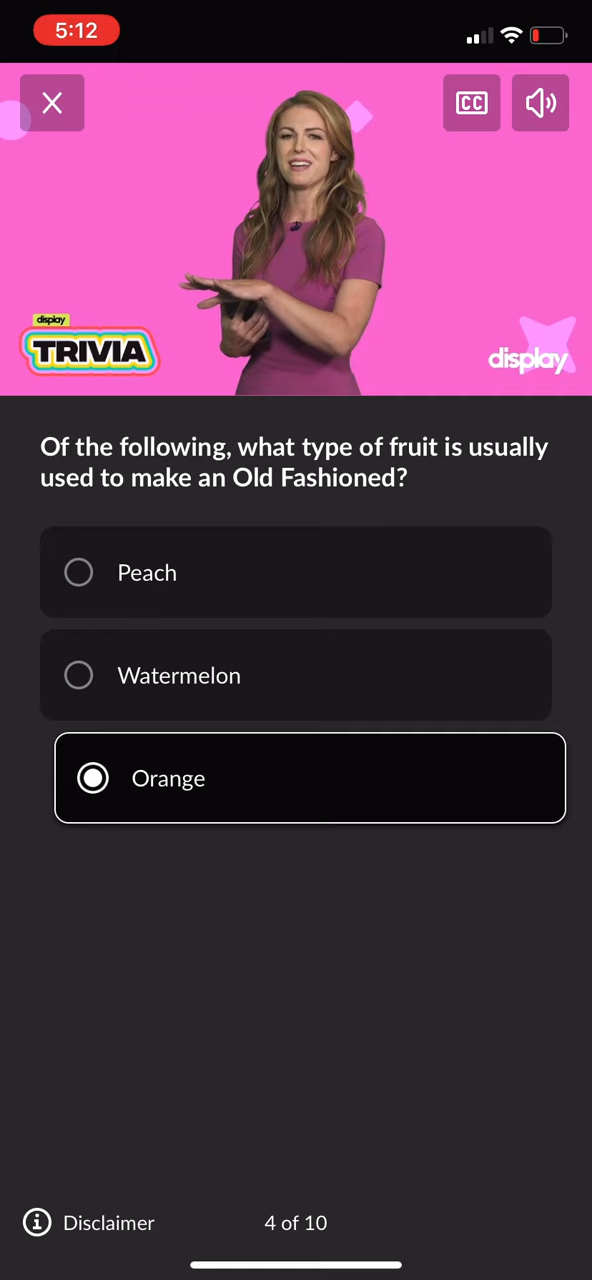 5:12
CC
display
TRIVIA
display
Of the following, what type of fruit is usually
used to make an Old Fashioned?
Peach
Watermelon
Orange
Disclaimer
4 of 10